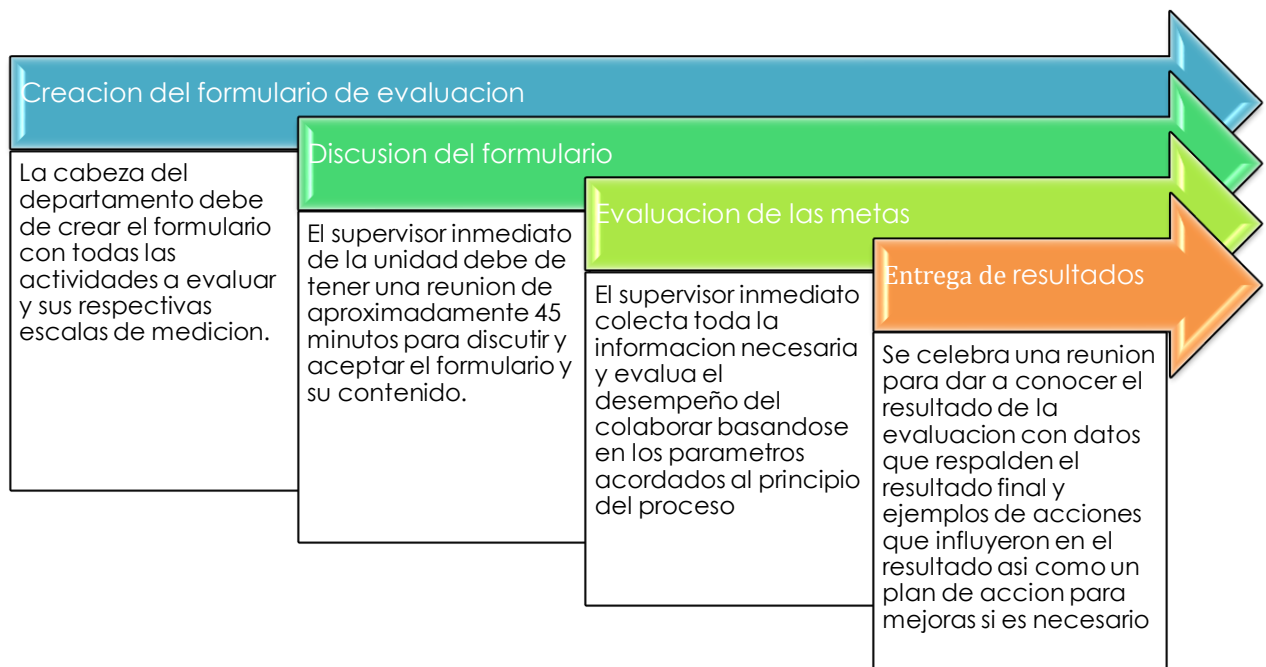 Creacion del formulario de evaluacion
La cabeza del
departamento debe
de crear el formulario
con todas las
actividades a evaluar
y sus respectivas
escalas de medicion.
Discusion del formulario
El supervisor inmediato
de la unidad debe de
tener una reunion de
aproximadamente 45
minutos para discutir y
aceptar el formulario y
su contenido.
Evaluacion de las metas
El supervisor inmediato
colecta toda la
informacion necesaria
y evalua el
desempeño del
colaborar basandose
en los parametros
acordados al principio
del proceso
Entrega de resultados
Se celebra una reunion
para dar a conocer el
resultado de la
evaluacion con datos
que respalden el
resultado final y
ejemplos de acciones
que influyeron en el
resultado asi como un
plan de accion para
mejoras si es necesario